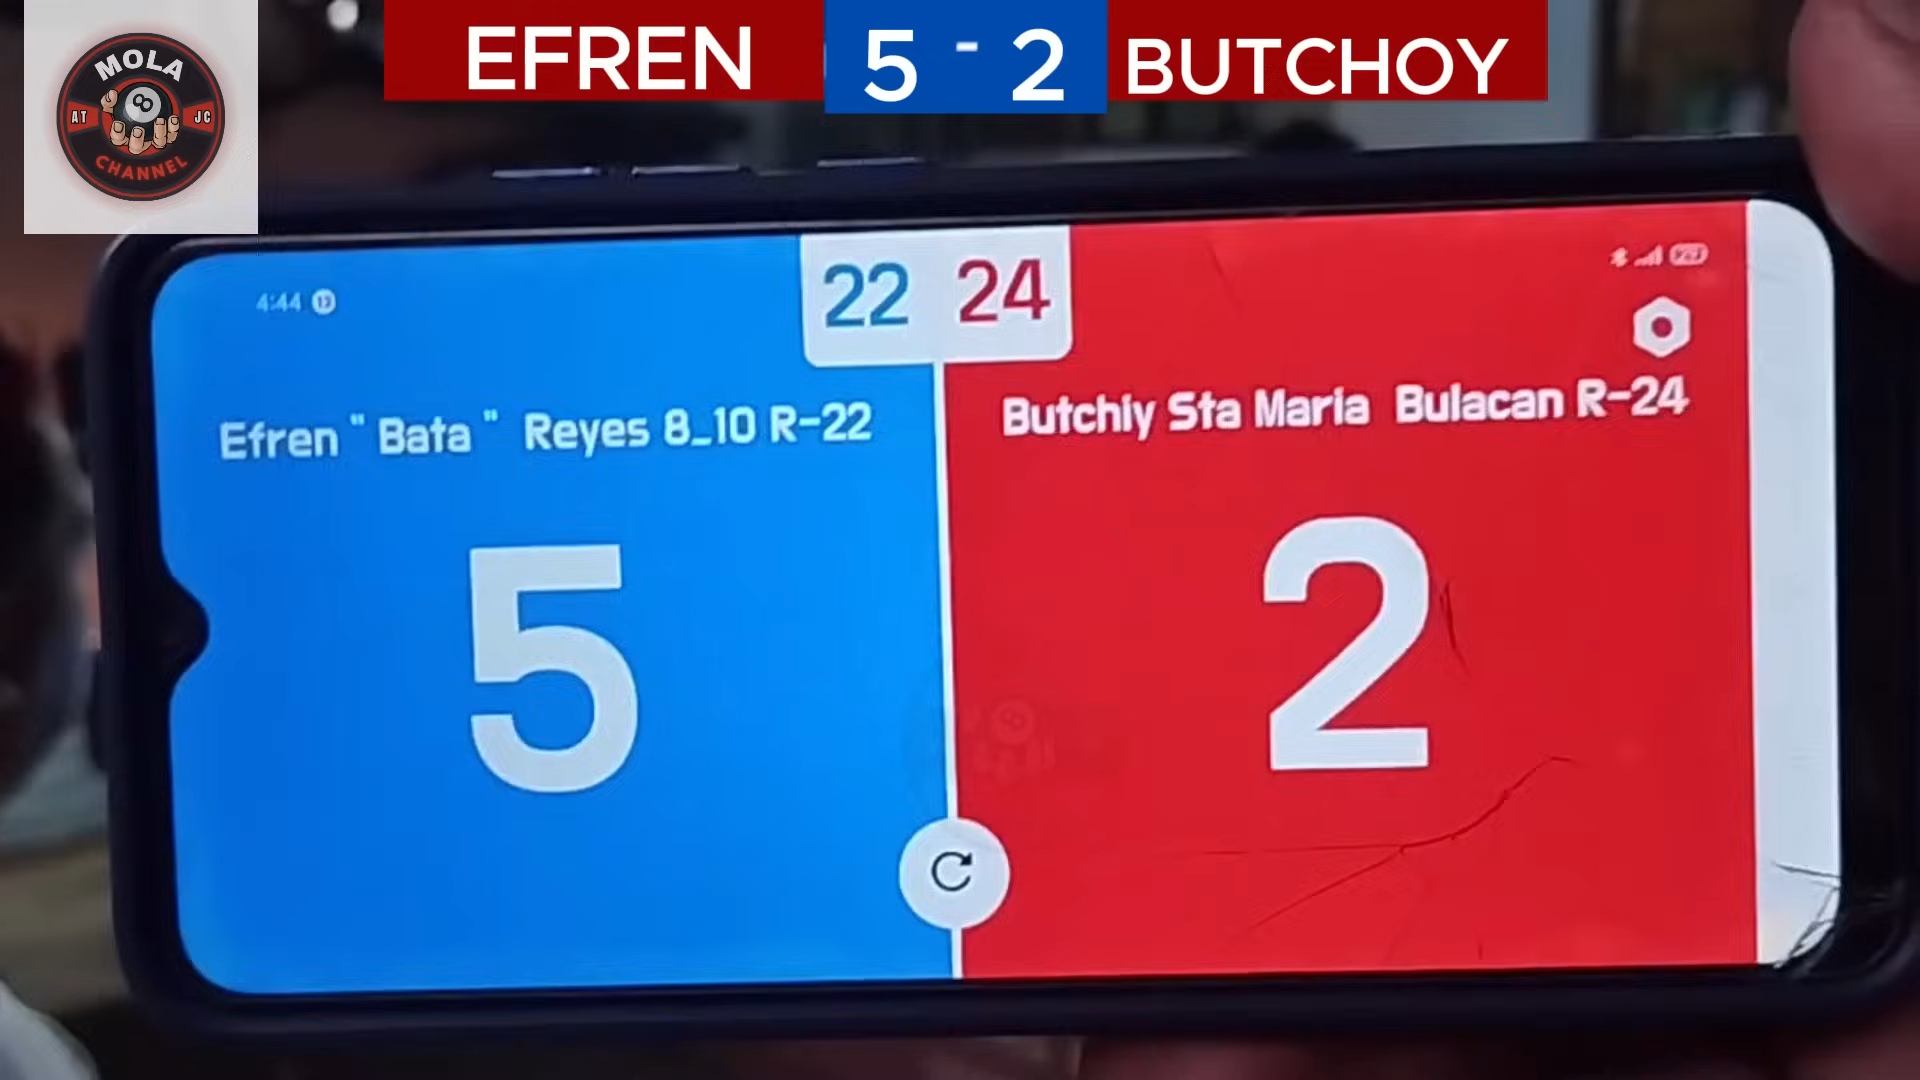 MOLA
AT
8
JC
CHANNEL
EFREN 5 - 2 BUTCHOY
22 24
4:44
Efren " Bata " Reyes 8_10 R-22
Butchiy Sta Maria Bulacan R-24
5
2